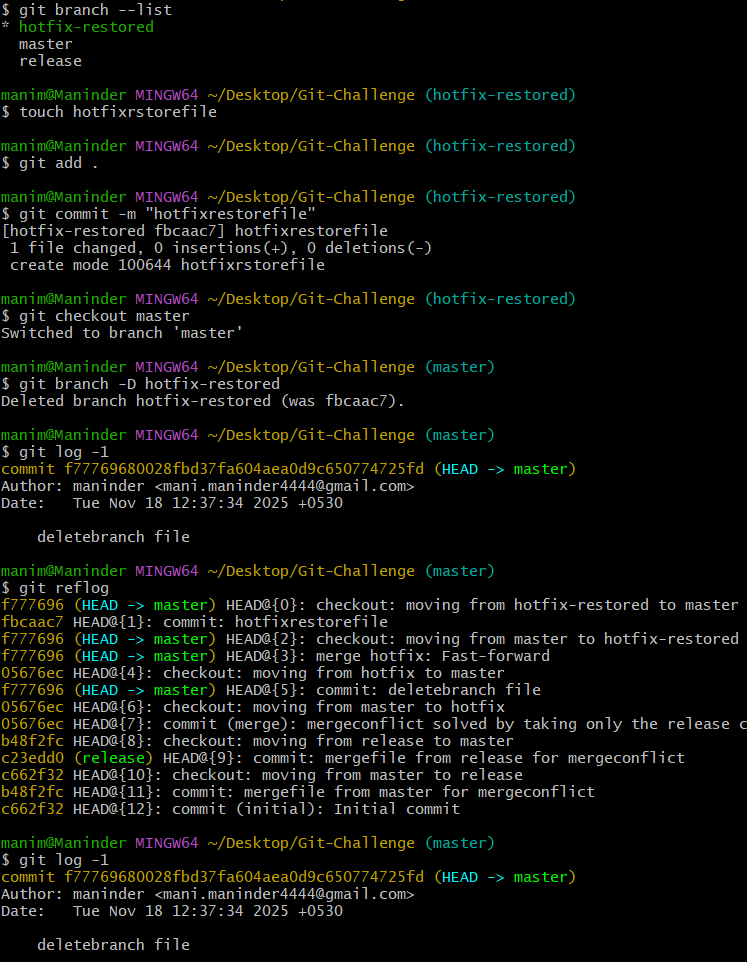 $ git branch --list
* hotfix-restored
  master
  release
manim@Maninder MINGW64 ~/Desktop/Git-Challenge (hotfix-restored)
$ touch hotfixrstorefile
manim@Maninder MINGW64 ~/Desktop/Git-Challenge (hotfix-restored)
$ git add .
manim@Maninder MINGW64 ~/Desktop/Git-Challenge (hotfix-restored)
$ git commit -m "hotfixrestorefile"
[hotfix-restored fbcaac7] hotfixrestorefile
 1 file changed, 0 insertions(+), 0 deletions(-)
 create mode 100644 hotfixrstorefile
manim@Maninder MINGW64 ~/Desktop/Git-Challenge (hotfix-restored)
$ git checkout master
Switched to branch 'master'
manim@Maninder MINGW64 ~/Desktop/Git-Challenge (master)
$ git branch -D hotfix-restored
Deleted branch hotfix-restored (was fbcaac7).
manim@Maninder MINGW64 ~/Desktop/Git-Challenge (master)
$ git log -1
commit f77769680028fbd37fa604aea0d9c650774725fd (HEAD -> master)
Author: maninder <mani.maninder4444@gmail.com>
Date:   Tue Nov 18 12:37:34 2025 +0530
    deletebranch file
manim@Maninder MINGW64 ~/Desktop/Git-Challenge (master)
$ git reflog
f777696 (HEAD -> master) HEAD@{0}: checkout: moving from hotfix-restored to master
fbcaac7 HEAD@{1}: commit: hotfixrestorefile
f777696 (HEAD -> master) HEAD@{2}: checkout: moving from master to hotfix-restored
f777696 (HEAD -> master) HEAD@{3}: merge hotfix: Fast-forward
05676ec HEAD@{4}: checkout: moving from hotfix to master
f777696 (HEAD -> master) HEAD@{5}: commit: deletebranch file
05676ec HEAD@{6}: checkout: moving from master to hotfix
05676ec HEAD@{7}: commit (merge): mergeconflict solved by taking only the release c
b48f2fc HEAD@{8}: checkout: moving from release to master
c23edd0 (release) HEAD@{9}: commit: mergefile from release for mergeconflict
c662f32 HEAD@{10}: checkout: moving from master to release
b48f2fc HEAD@{11}: commit: mergefile from master for mergeconflict
c662f32 HEAD@{12}: commit (initial): Initial commit
manim@Maninder MINGW64 ~/Desktop/Git-Challenge (master)
$ git log -1
commit f77769680028fbd37fa604aea0d9c650774725fd (HEAD -> master)
Author: maninder <mani.maninder4444@gmail.com>
Date:   Tue Nov 18 12:37:34 2025 +0530
    deletebranch file